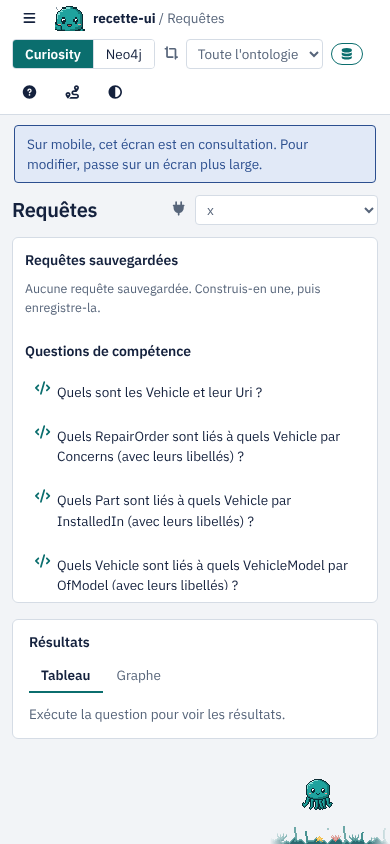 recette-ui / Requêtes
Curiosity Neo4j Toute l'ontologie
Sur mobile, cet écran est en consultation. Pour
modifier, passe sur un écran plus large.
Requêtes x
Requêtes sauvegardées
Aucune requête sauvegardée. Construis-en une, puis
enregistre-la.
Questions de compétence
</> Quels sont les Vehicle et leur Uri ?
</> Quels RepairOrder sont liés à quels Vehicle par
Concerns (avec leurs libellés) ?
</> Quels Part sont liés à quels Vehicle par
InstalledIn (avec leurs libellés) ?
</> Quels Vehicle sont liés à quels VehicleModel par
OfModel (avec leurs libellés) ?
Résultats
Tableau Graphe
Exécute la question pour voir les résultats.